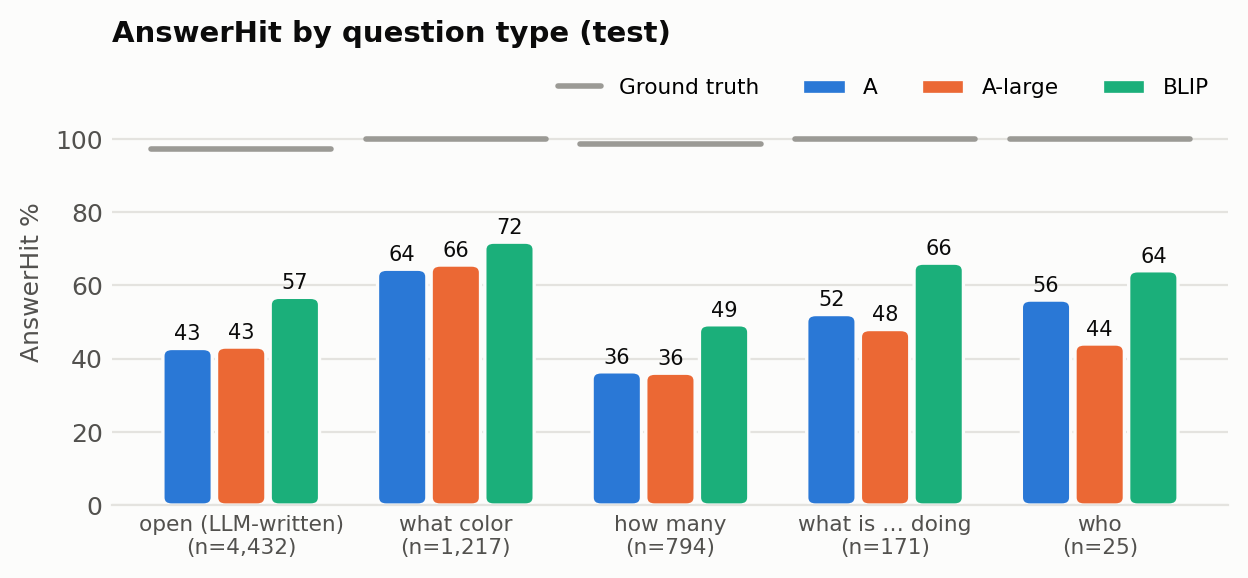 AnswerHit by question type (test)
Ground truth A A-large BLIP
AnswerHit %
100
80
60
40
20
0
43 43 57
64 66 72
36 36 49
52 48 66
56 44 64
open (LLM-written)
(n=4,432)
what color
(n=1,217)
how many
(n=794)
what is ... doing
(n=171)
who
(n=25)